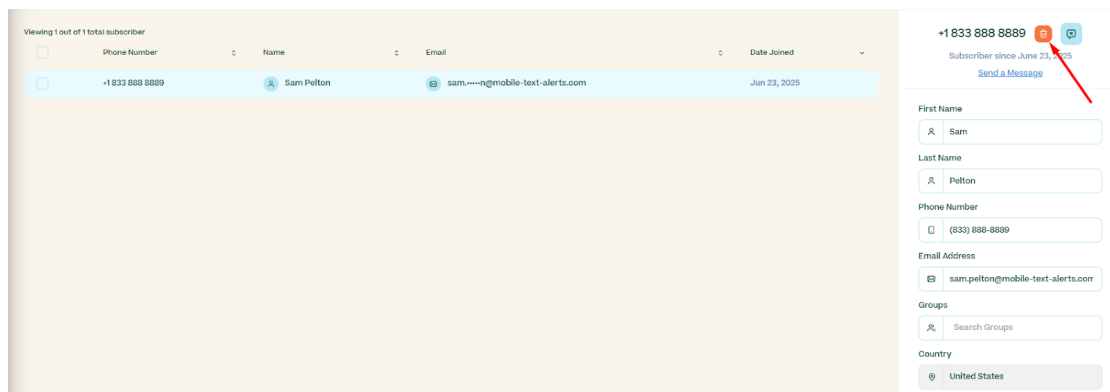 Viewing 1 out of 1 total subscriber
Phone Number Name Email Date Joined
+1 833 888 8889 Sam Pelton sam.•••••n@mobile-text-alerts.com Jun 23, 2025
+1 833 888 8889
Subscriber since June 23, 2025
Send a Message
First Name
Sam
Last Name
Pelton
Phone Number
(833) 888-8889
Email Address
sam.pelton@mobile-text-alerts.com
Groups
Search Groups
Country
United States